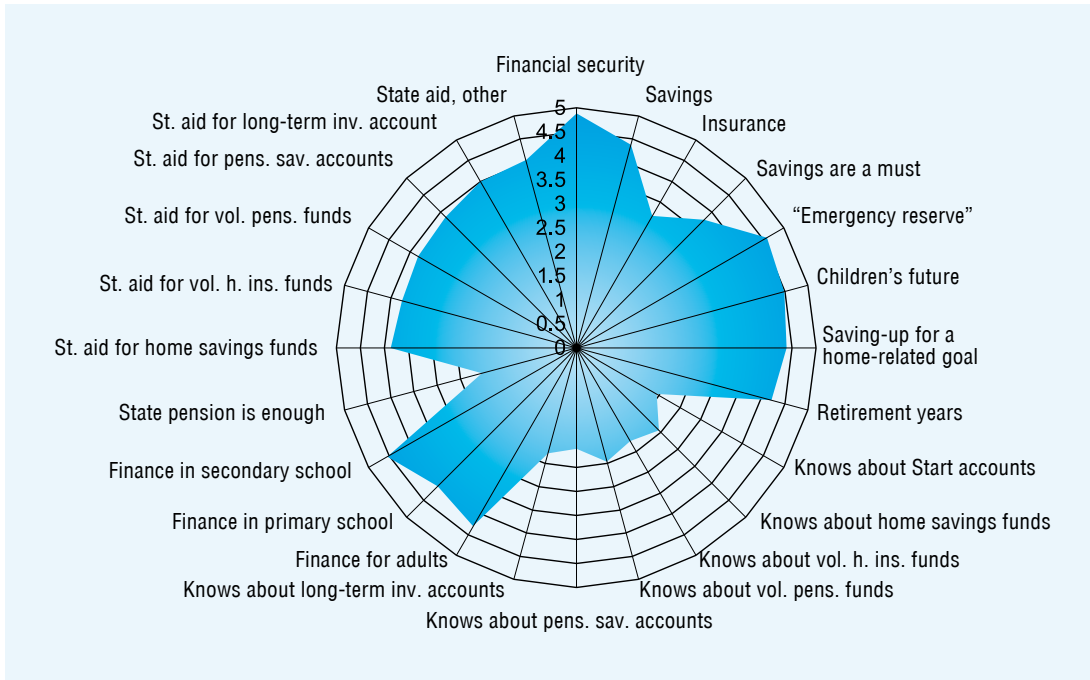 Financial security
State aid, other
Savings
St. aid for long-term inv. account
Insurance
St. aid for pens. sav. accounts
Savings are a must
St. aid for vol. pens. funds
“Emergency reserve”
St. aid for vol. h. ins. funds
Children’s future
St. aid for home savings funds
Saving-up for a
home-related goal
State pension is enough
Retirement years
Finance in secondary school
Knows about Start accounts
Finance in primary school
Knows about home savings funds
Finance for adults
Knows about vol. h. ins. funds
Knows about long-term inv. accounts
Knows about vol. pens. funds
Knows about pens. sav. accounts
5
4.5
4
3.5
3
2.5
2
1.5
1
0.5
0